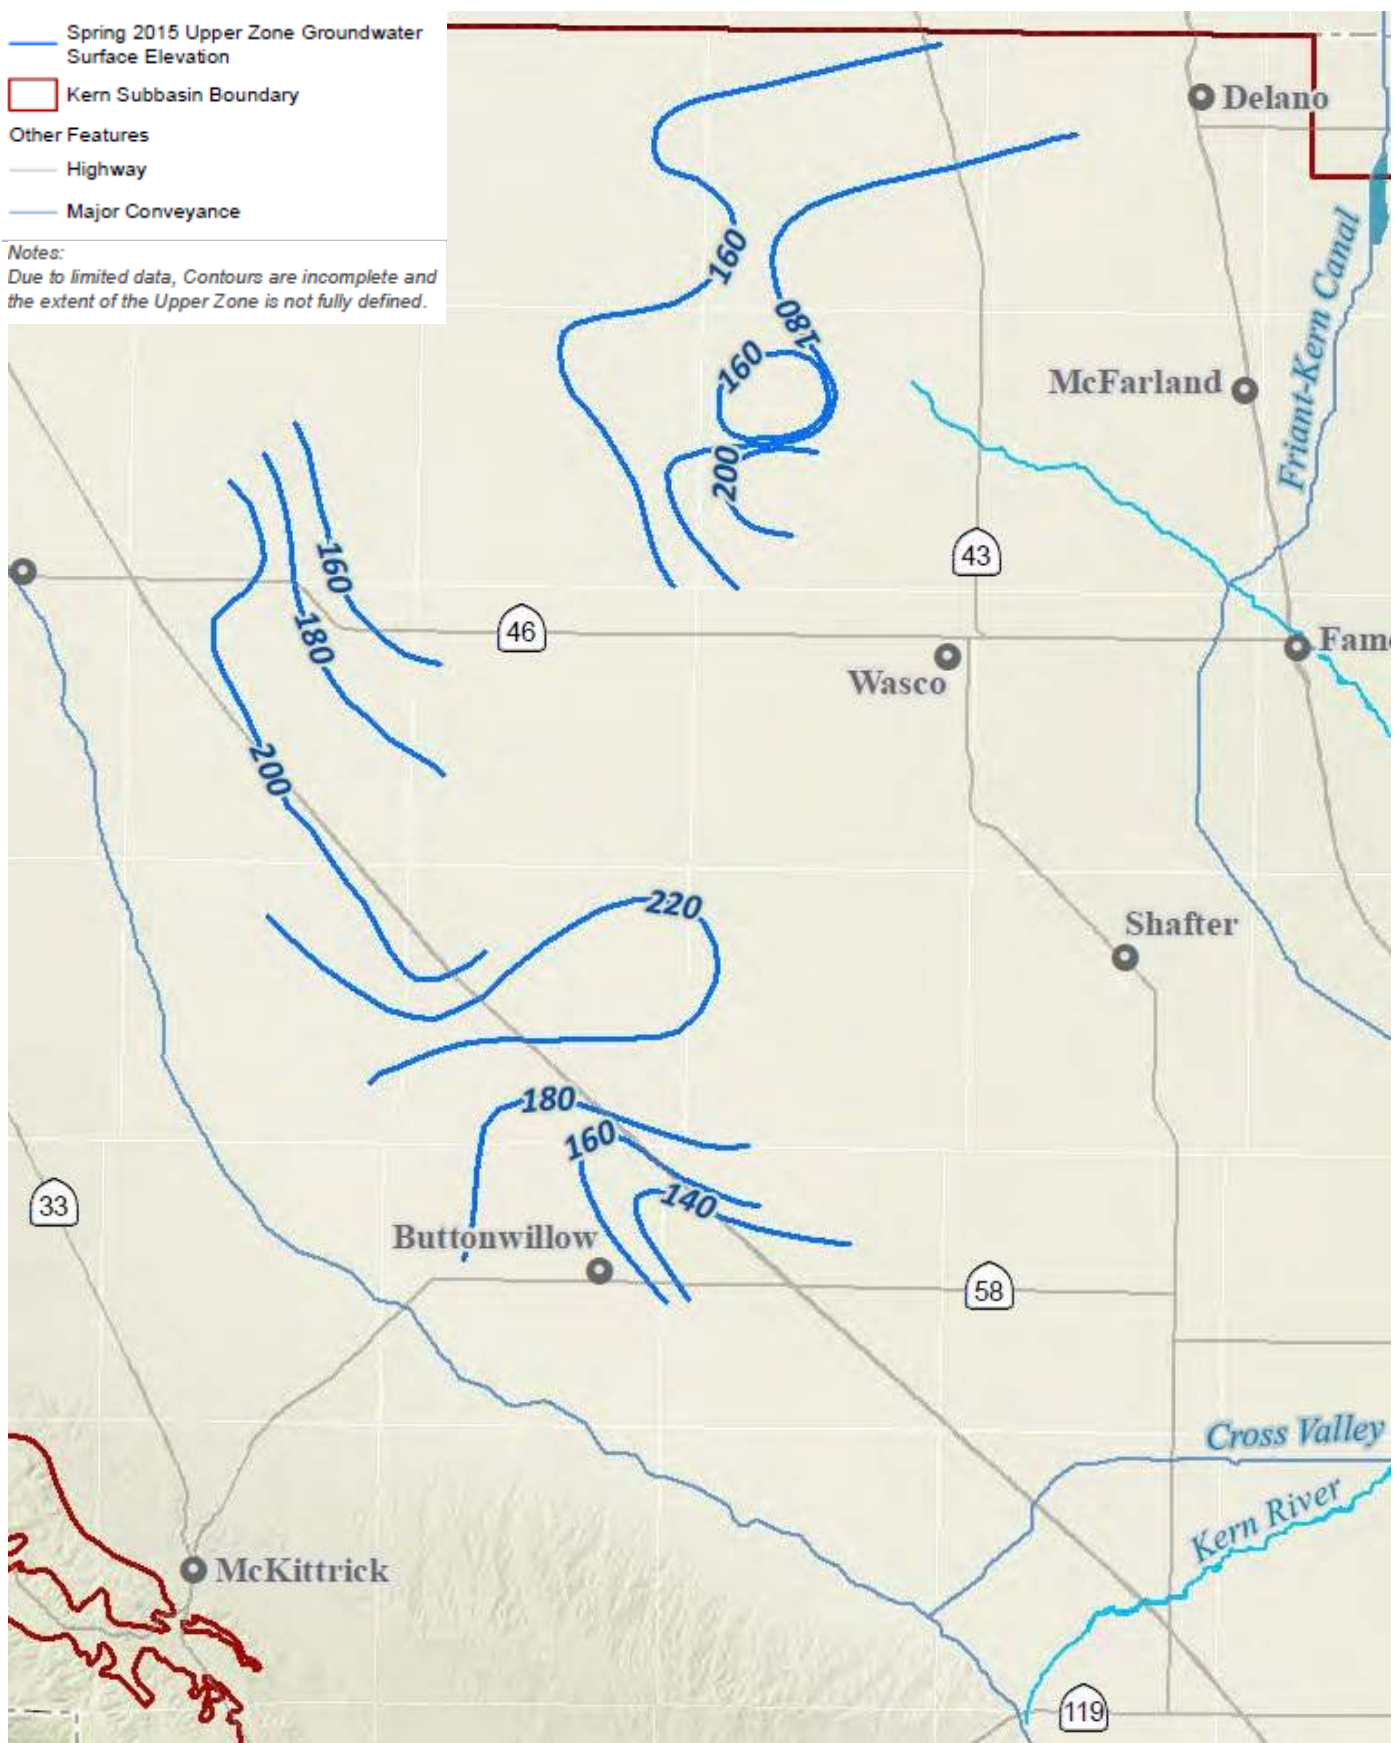 Spring 2015 Upper Zone Groundwater
Surface Elevation
Kern Subbasin Boundary
Other Features
Highway
Major Conveyance
Notes:
Due to limited data, Contours are incomplete and
the extent of the Upper Zone is not fully defined.
Delano
160
Friant-Kern Canal
180
160
McFarland
200
43
160
46
180
Fam
Wasco
200
220
Shafter
180
160
33
140
Buttonwillow
58
Cross Valley
Kern River
McKittrick
119